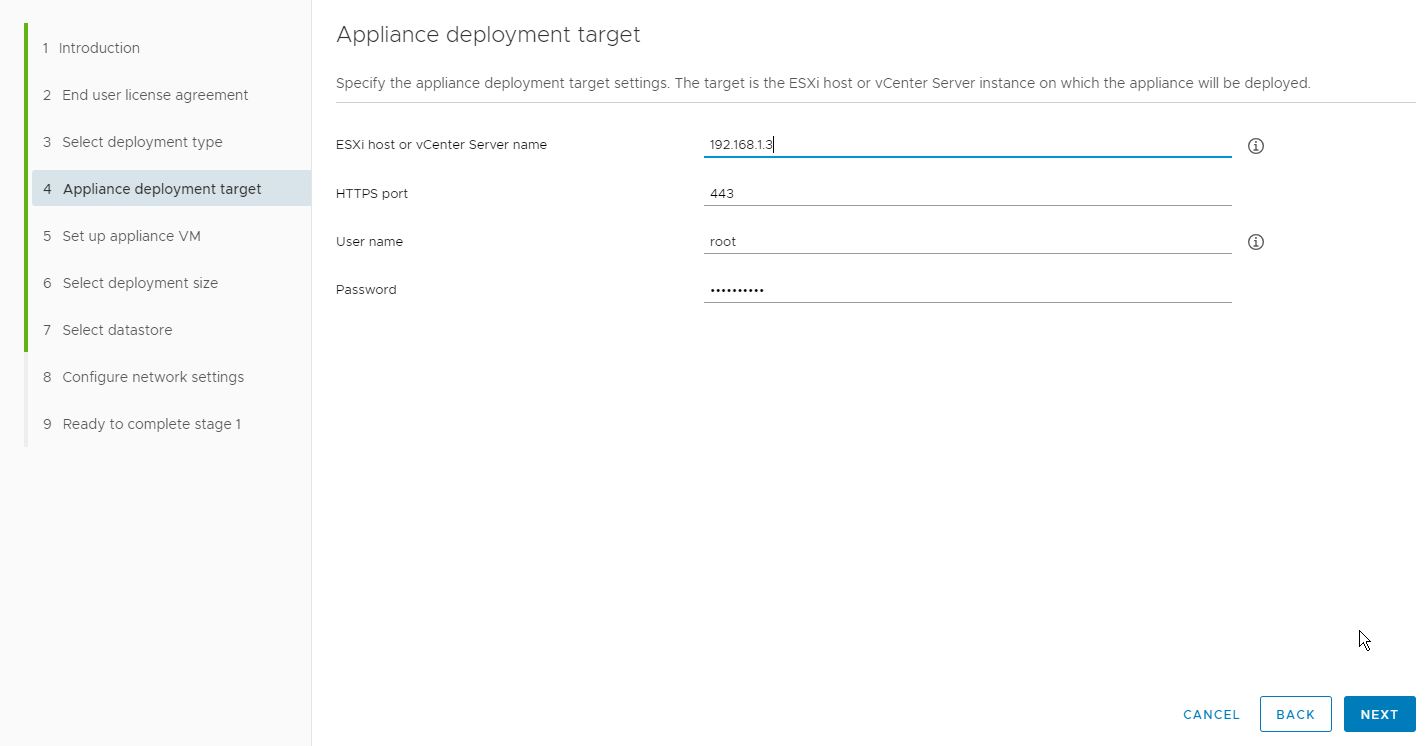 1 Introduction
2 End user license agreement
3 Select deployment type
4 Appliance deployment target
5 Set up appliance VM
6 Select deployment size
7 Select datastore
8 Configure network settings
9 Ready to complete stage 1
Appliance deployment target
Specify the appliance deployment target settings. The target is the ESXi host or vCenter Server instance on which the appliance will be deployed.
ESXi host or vCenter Server name 192.168.1.3
HTTPS port 443
User name root
Password ••••••••••
CANCEL BACK NEXT